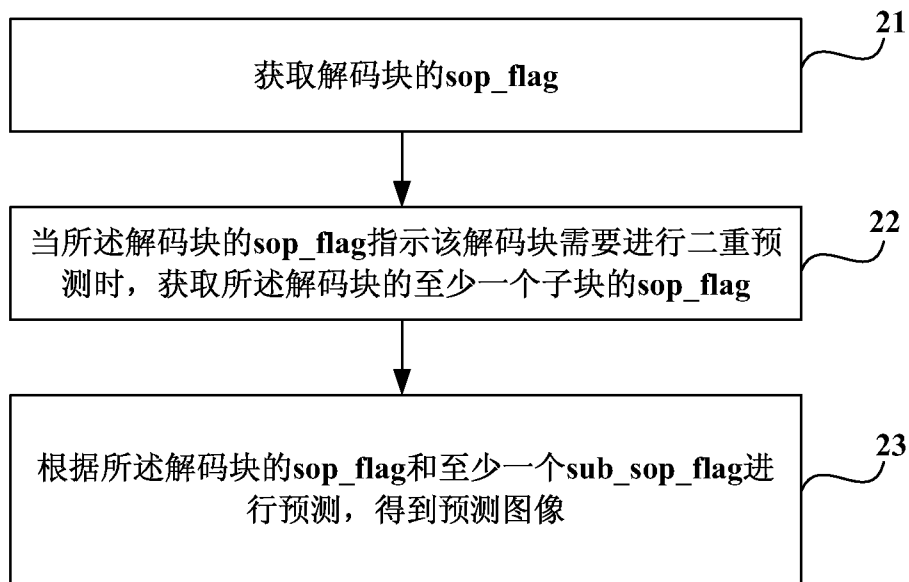 21
获取解码块的sop_flag
22
当所述解码块的sop_flag指示该解码块需要进行二重预
测时，获取所述解码块的至少一个子块的sop_flag
23
根据所述解码块的sop_flag和至少一个sub_sop_flag进
行预测，得到预测图像